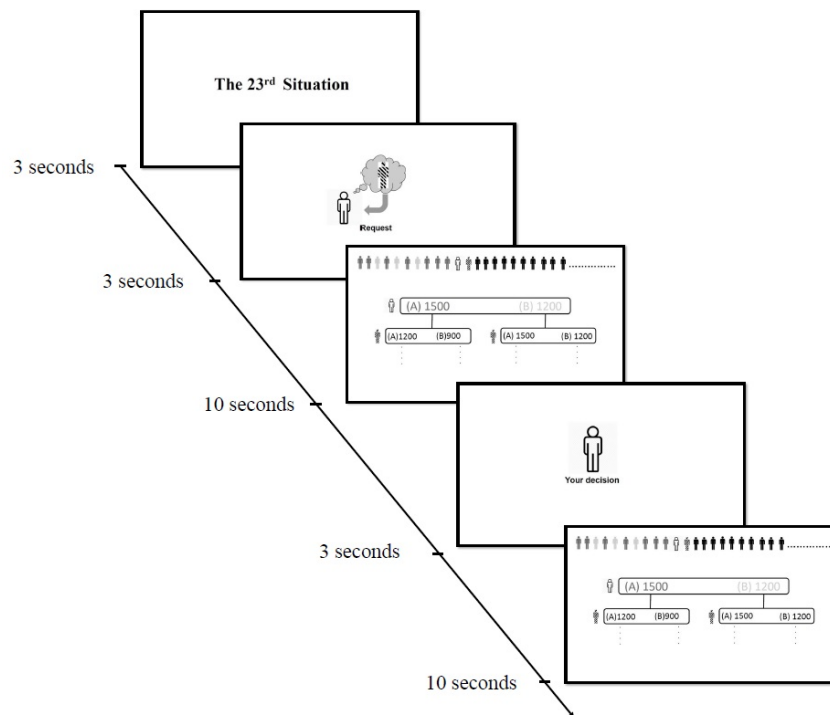 The 23rd Situation
3 seconds
Request
3 seconds
(A) 1500 (B) 1200
(A)1200 (B)900 (A) 1500 (B) 1200
10 seconds
Your decision
3 seconds
(A) 1500 (B) 1200
(A)1200 (B)900 (A) 1500 (B) 1200
10 seconds